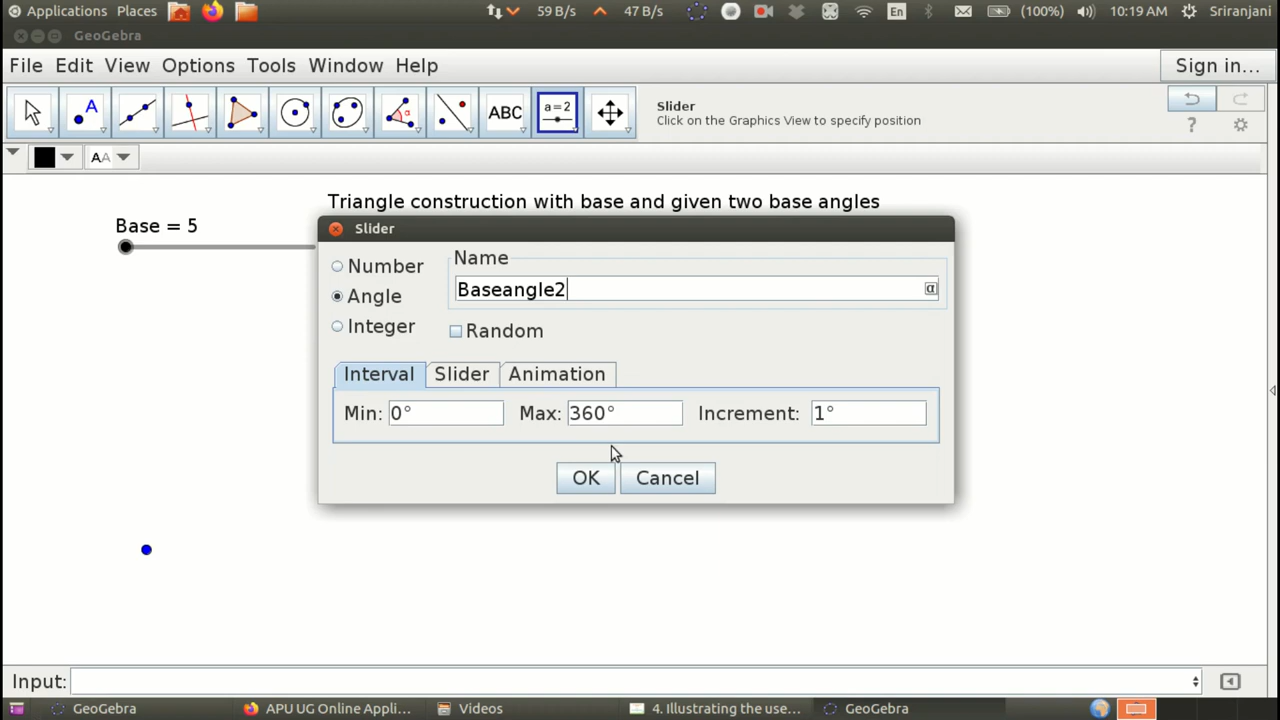 Applications Places 59 B/s 47 B/s En (100%) 10:19 AM Sriranjani
GeoGebra
File Edit View Options Tools Window Help Sign in...
A ABC a=2 Slider
Click on the Graphics View to specify position
AA
Triangle construction with base and given two base angles
Base = 5
Slider
Number
Angle
Integer
Name
Baseangle2 α
Random
Interval Slider Animation
Min: 0° Max: 360° Increment: 1°
OK Cancel
Input:
GeoGebra APU UG Online Appli... Videos 4. Illustrating the use... GeoGebra